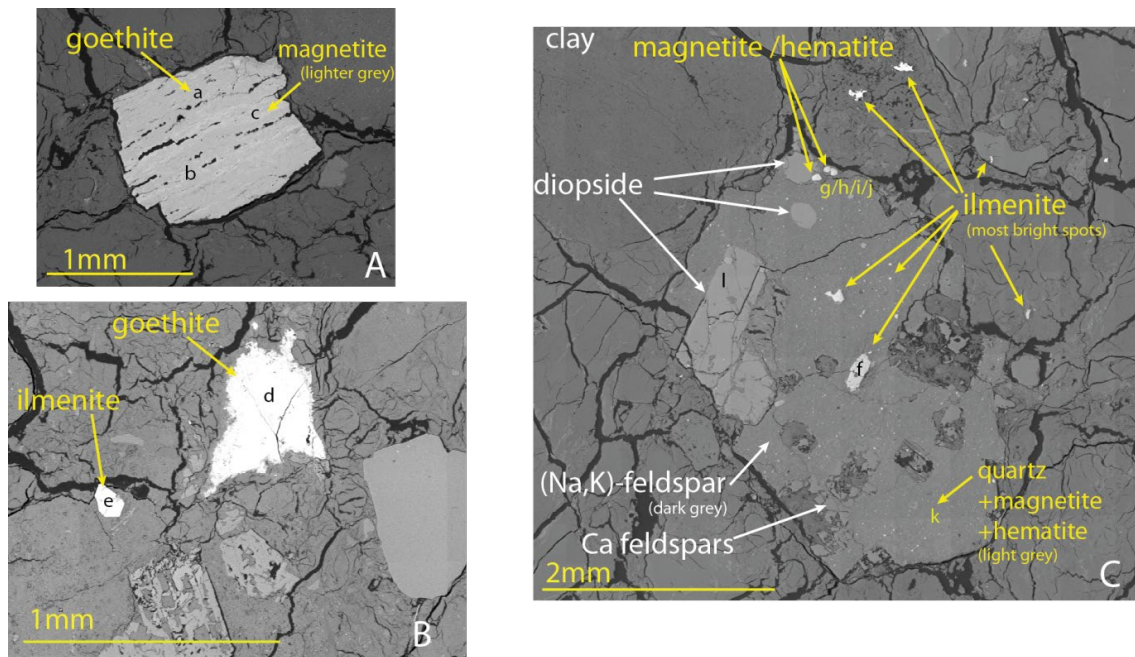 goethite
magnetite
(lighter grey)
a
c
b
1mm
A
goethite
ilmenite
d
e
1mm
B
clay
magnetite /hematite
diopside
g/h/i/j
ilmenite
(most bright spots)
l
f
(Na,K)-feldspar
(dark grey)
Ca feldspars
quartz
+magnetite
+hematite
(light grey)
k
2mm
C